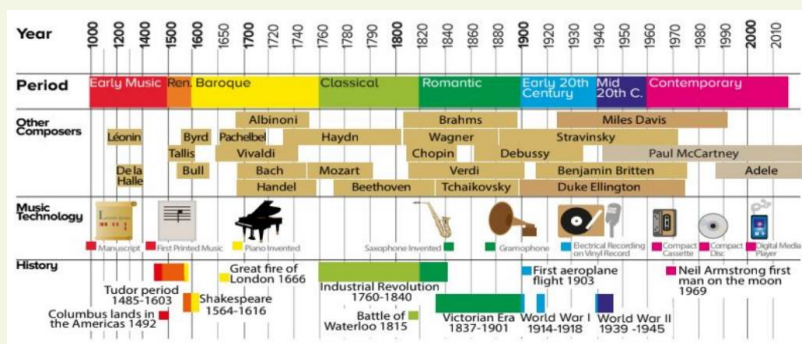 Year 1000 1200 1400 1500 1600 1650 1700 1720 1740 1760 1770 1790 1800 1820 1840 1860 1880 1900 1920 1940 1950 1960 1970 1980 1990 2000 2010
Period Early Music Ren. Baroque Classical Romantic Early 20th Century Mid 20th C. Contemporary
Other Composers
Albinoni Brahms Miles Davis
Léonin Byrd Pachelbel Haydn Wagner Stravinsky
Tallis Vivaldi Chopin Debussy Paul McCartney
De la Halle Bull Bach Mozart Verdi Benjamin Britten Adele
Handel Beethoven Tchaikovsky Duke Ellington
Music Technology
Manuscript First Printed Music Piano Invented Saxophone Invented Gramophone Electrical Recording on Vinyl Record Compact Cassette Compact Disc Digital Media Player
History
Tudor period
1485-1603
Columbus lands in
the Americas 1492
Shakespeare
1564-1616
Great fire of
London 1666
Industrial Revolution
1760-1840
Battle of
Waterloo 1815
Victorian Era
1837-1901
First aeroplane
flight 1903
World War I
1914-1918
World War II
1939 -1945
Neil Armstrong first
man on the moon
1969